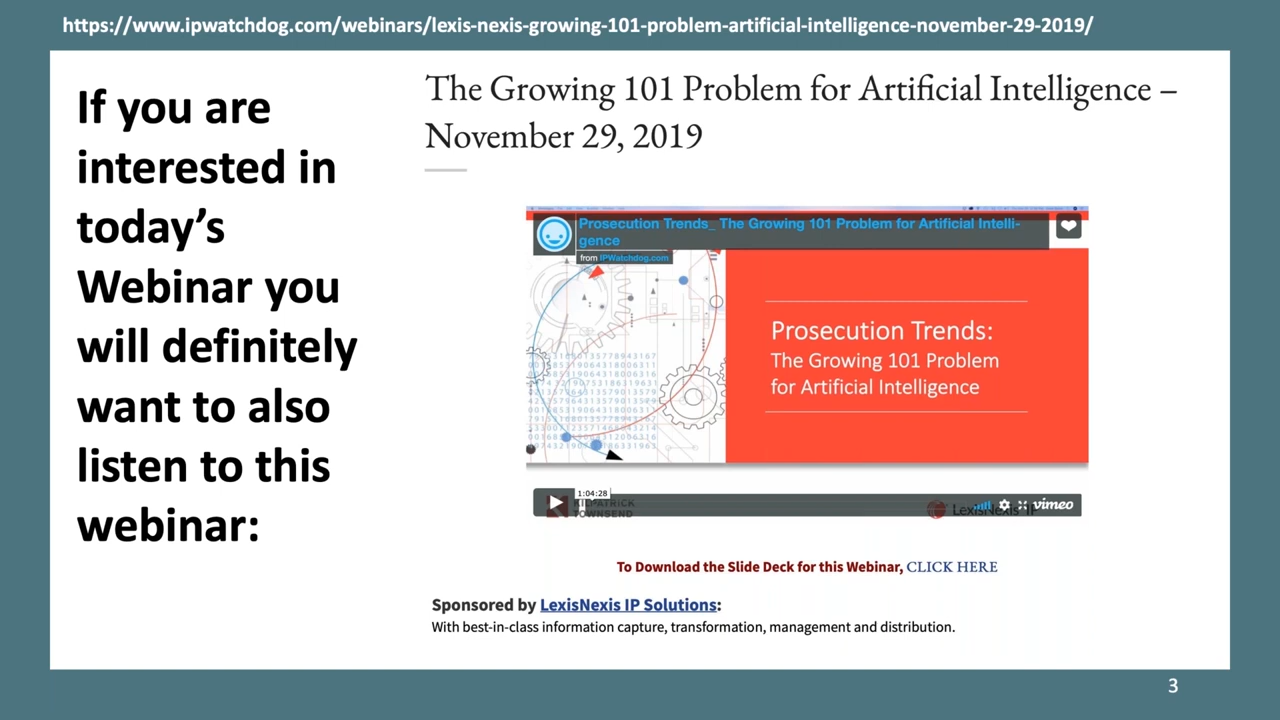 https://www.ipwatchdog.com/webinars/lexis-nexis-growing-101-problem-artificial-intelligence-november-29-2019/
If you are
interested in
today’s
Webinar you
will definitely
want to also
listen to this
webinar:
The Growing 101 Problem for Artificial Intelligence –
November 29, 2019
Prosecution Trends_ The Growing 101 Problem for Artificial Intelli-
gence
from IPWatchdog.com
Prosecution Trends:
The Growing 101 Problem
for Artificial Intelligence
1:04:28
KILPATRICK
TOWNSEND
LexisNexis IP
vimeo
To Download the Slide Deck for this Webinar, CLICK HERE
Sponsored by LexisNexis IP Solutions:
With best-in-class information capture, transformation, management and distribution.
3